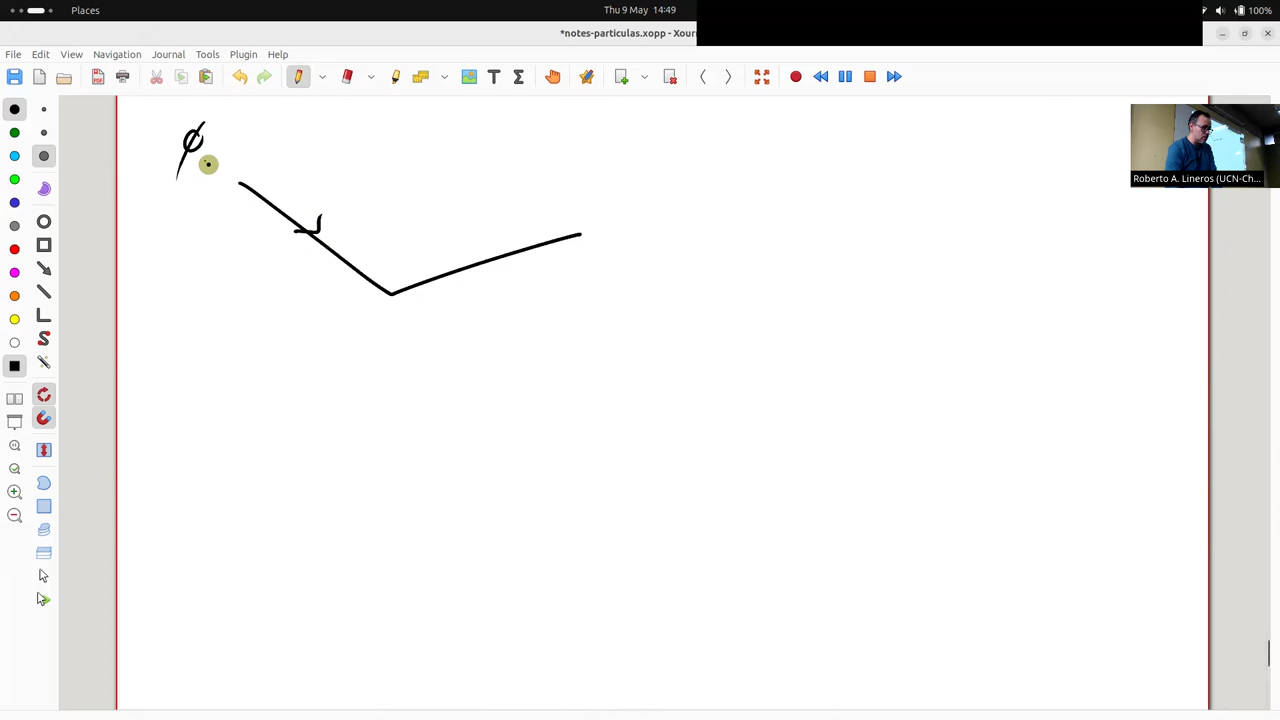 Places
Thu 9 May 14:49
100%
*notes-particulas.xopp - Xour
File Edit View Navigation Journal Tools Plugin Help
ϕ
Roberto A. Lineros (UCN-Ch...